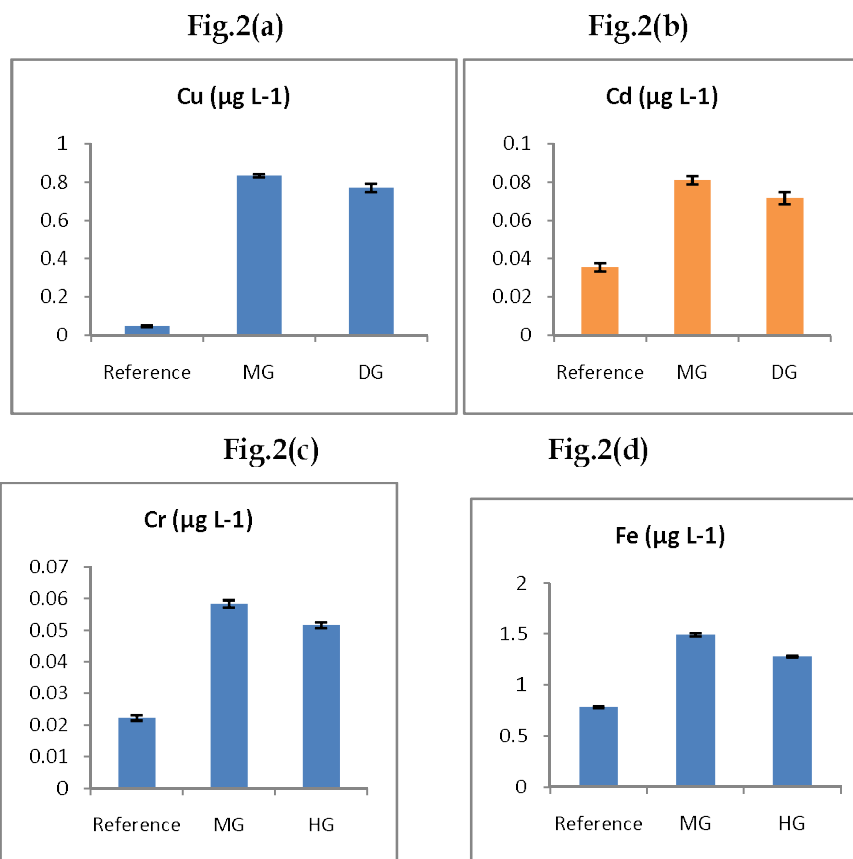 Fig.2(a)
Cu (µg L-1)
1
0.8
0.6
0.4
0.2
0
Reference MG DG
Fig.2(b)
Cd (µg L-1)
0.1
0.08
0.06
0.04
0.02
0
Reference MG DG
Fig.2(c)
Cr (µg L-1)
0.07
0.06
0.05
0.04
0.03
0.02
0.01
0
Reference MG HG
Fig.2(d)
Fe (µg L-1)
2
1.5
1
0.5
0
Reference MG HG